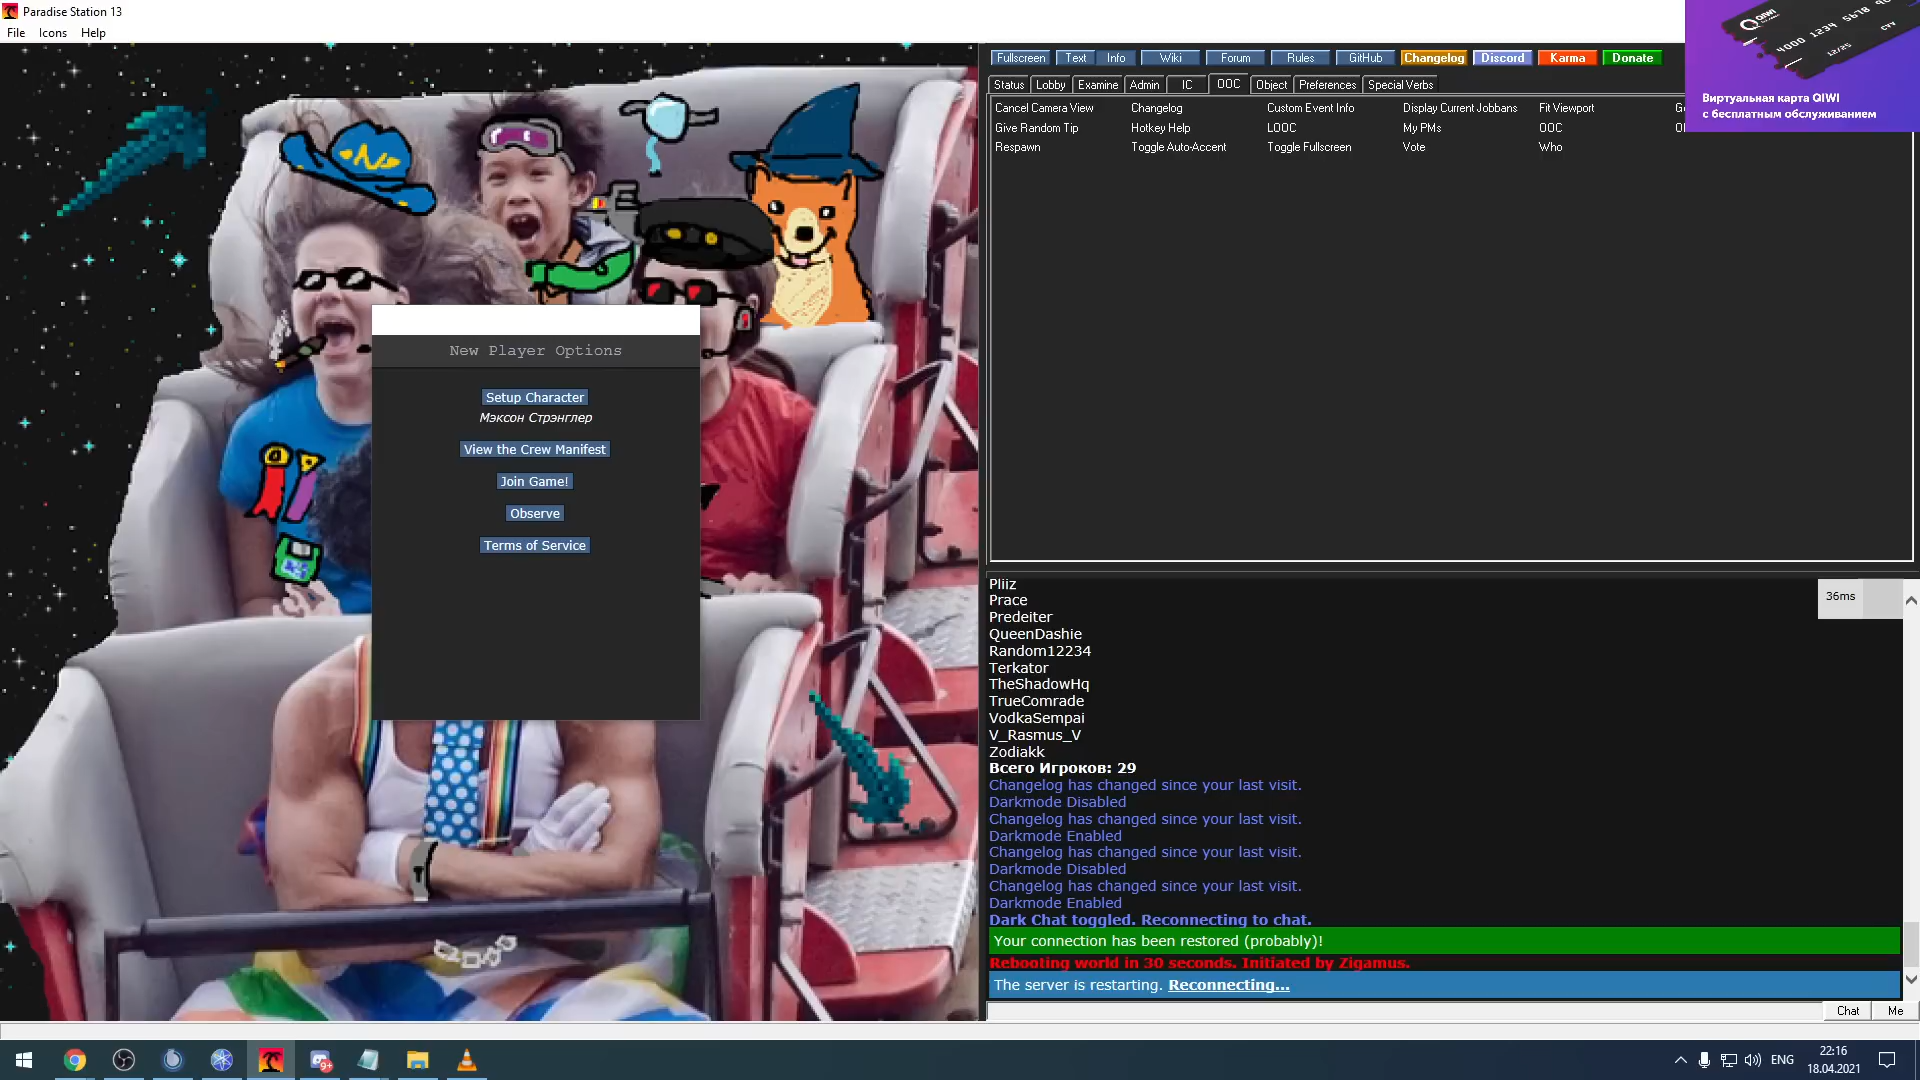 Paradise Station 13
File Icons Help
QIWI
4000 1234 5678
12/25
CVV
Виртуальная карта QIWI
с бесплатным обслуживанием
Fullscreen Text Info Wiki Forum Rules GitHub Changelog Discord Karma Donate
Status Lobby Examine Admin IC OOC Object Preferences Special Verbs
Cancel Camera View Changelog Custom Event Info Display Current Jobbans Fit Viewport
Give Random Tip Hotkey Help LOOC My PMs OOC
Respawn Toggle Auto-Accent Toggle Fullscreen Vote Who
New Player Options
Setup Character
Мэксон Стрэнглер
View the Crew Manifest
Join Game!
Observe
Terms of Service
Pliiz
36ms
Prace
Predeiter
QueenDashie
Random12234
Terkator
TheShadowHq
TrueComrade
VodkaSempai
V_Rasmus_V
Zodiakk
Всего Игроков: 29
Changelog has changed since your last visit.
Darkmode Disabled
Changelog has changed since your last visit.
Darkmode Enabled
Changelog has changed since your last visit.
Darkmode Disabled
Changelog has changed since your last visit.
Darkmode Enabled
Dark Chat toggled. Reconnecting to chat.
Your connection has been restored (probably)!
Rebooting world in 30 seconds. Initiated by Zigamus.
The server is restarting. Reconnecting...
Chat Me
9+
ENG
22:16
18.04.2021